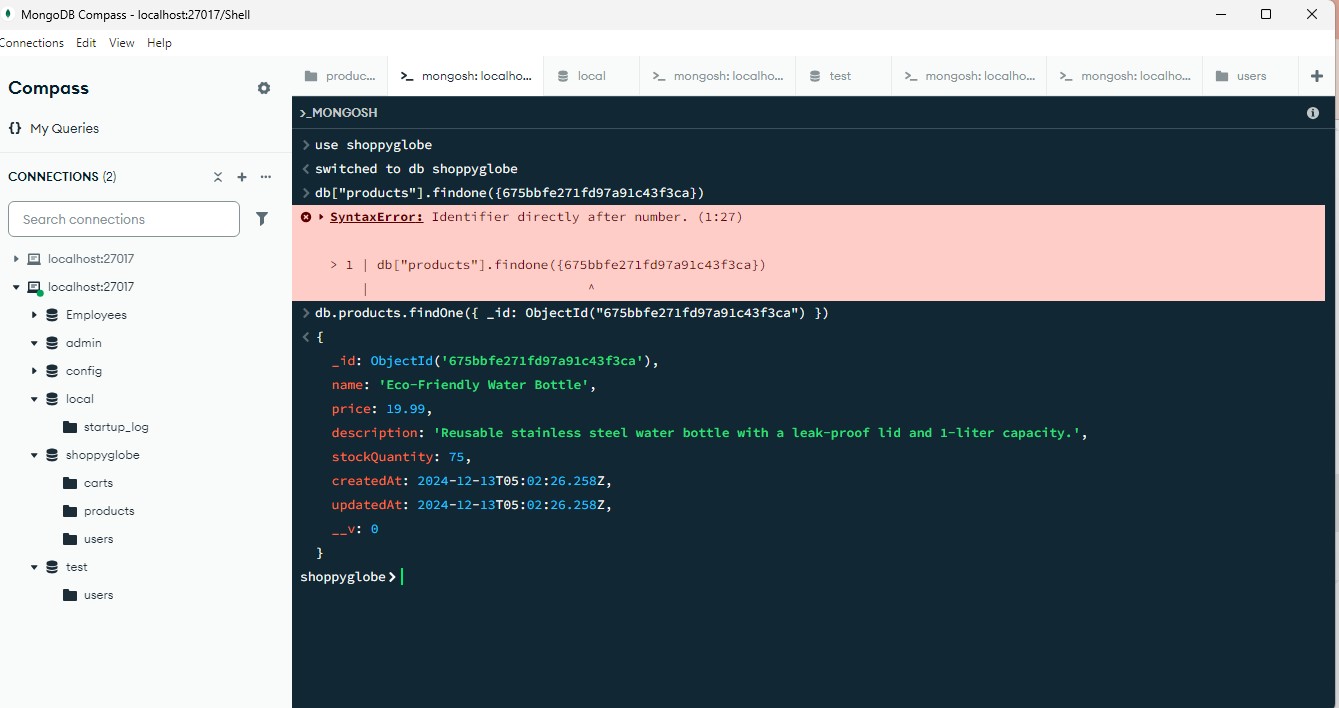 MongoDB Compass - localhost:27017/Shell
Connections Edit View Help
Compass
{} My Queries
CONNECTIONS (2)
Search connections
localhost:27017
localhost:27017
Employees
admin
config
local
startup_log
shoppyglobe
carts
products
users
test
users
produc... >_ mongosh: localho... local >_ mongosh: localho... test >_ mongosh: localho... >_ mongosh: localho... users +
>_MONGOSH
> use shoppyglobe
< switched to db shoppyglobe
> db["products"].findone({675bbfe271fd97a91c43f3ca})
SyntaxError: Identifier directly after number. (1:27)
> 1 | db["products"].findone({675bbfe271fd97a91c43f3ca})
| ^
> db.products.findOne({ _id: ObjectId("675bbfe271fd97a91c43f3ca") })
< {
_id: ObjectId('675bbfe271fd97a91c43f3ca'),
name: 'Eco-Friendly Water Bottle',
price: 19.99,
description: 'Reusable stainless steel water bottle with a leak-proof lid and 1-liter capacity.',
stockQuantity: 75,
createdAt: 2024-12-13T05:02:26.258Z,
updatedAt: 2024-12-13T05:02:26.258Z,
__v: 0
}
shoppyglobe>